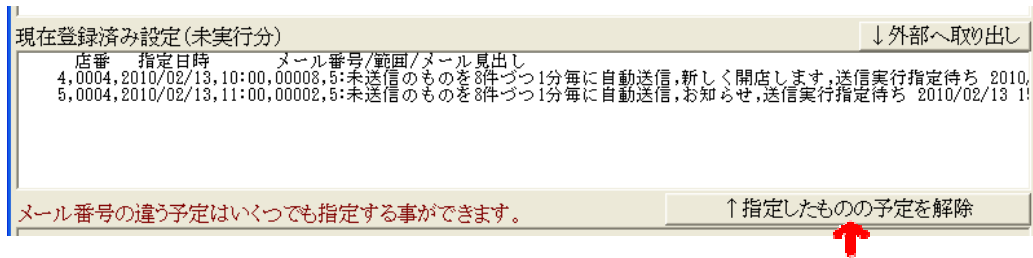 現在登録済み設定(未実行分)
↓外部へ取り出し
店番 指定日時 メール番号/範囲/メール見出し
4,0004,2010/02/13,10:00,00008,5:未送信のものを8件づつ1分毎に自動送信,新しく開店します,送信実行指定待ち 2010,
5,0004,2010/02/13,11:00,00002,5:未送信のものを8件づつ1分毎に自動送信,お知らせ,送信実行指定待ち 2010/02/13
メール番号の違う予定はいくつでも指定する事ができます。
↑指定したものの予定を解除